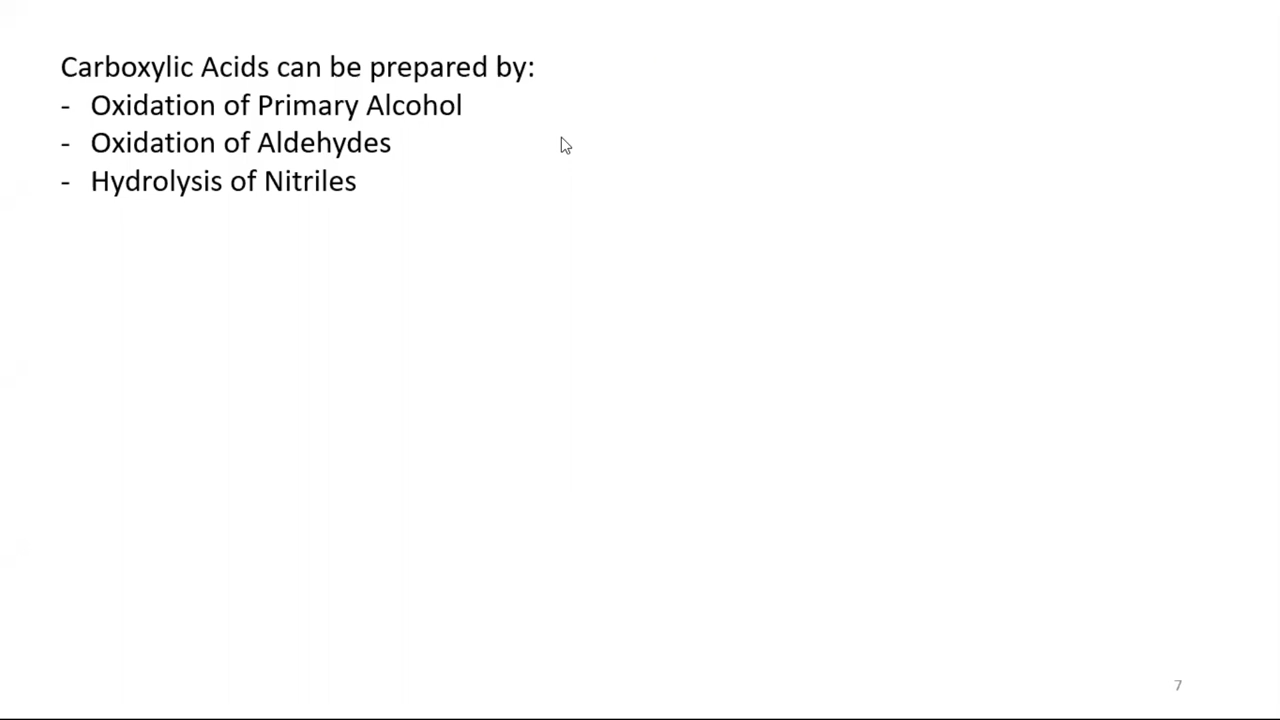 Carboxylic Acids can be prepared by:
- Oxidation of Primary Alcohol
- Oxidation of Aldehydes
- Hydrolysis of Nitriles
7